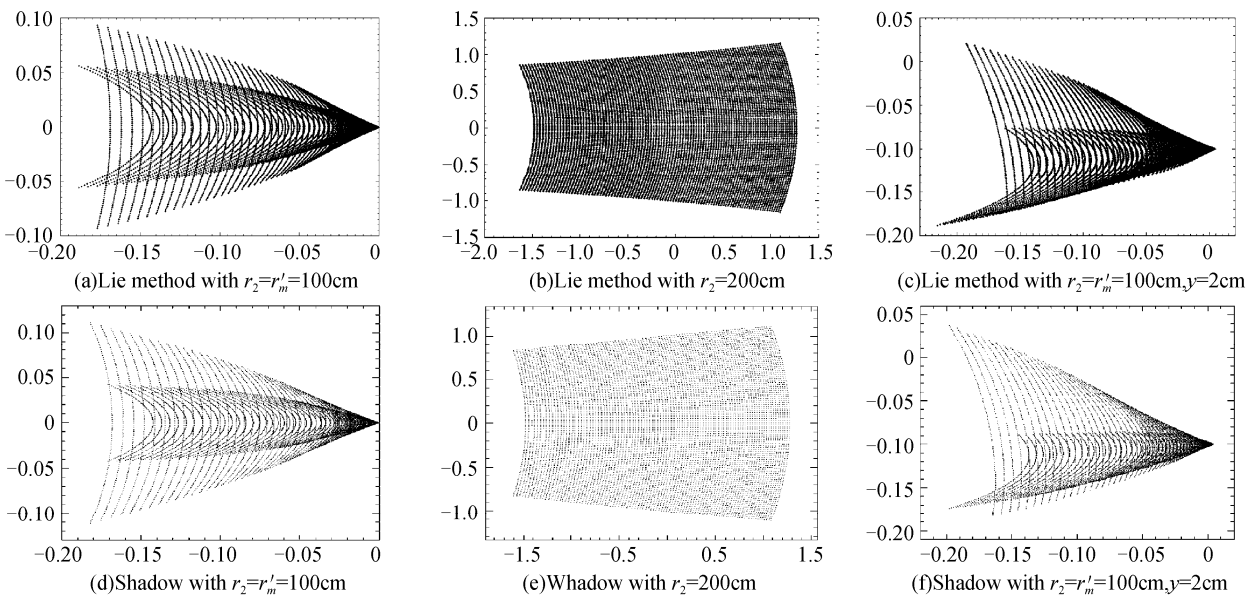 0.10
0.05
0
−0.05
−0.10
−0.20 −0.15 −0.10 −0.05 0
(a)Lie method with r₂=r′ₘ=100cm
1.5
1.0
0.5
0
−0.5
−1.0
−1.5
−2.0 −1.5 −1.0 −0.5 0 0.5 1.0 1.5
(b)Lie method with r₂=200cm
0.05
0
−0.05
−0.10
−0.15
−0.20
−0.20 −0.15 −0.10 −0.05 0
(c)Lie method with r₂=r′ₘ=100cm,y=2cm
0.10
0.05
0
−0.05
−0.10
−0.20 −0.15 −0.10 −0.05 0
(d)Shadow with r₂=r′ₘ=100cm
1.0
0.5
0
−0.5
−1.0
−1.5 −1.0 −0.5 0 0.5 1.0 1.5
(e)Whadow with r₂=200cm
0.05
0
−0.05
−0.10
−0.15
−0.20
−0.20 −0.15 −0.10 −0.05 0
(f)Shadow with r₂=r′ₘ=100cm,y=2cm